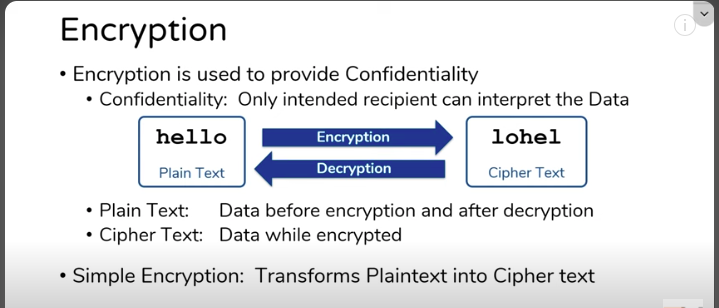 Encryption
• Encryption is used to provide Confidentiality
• Confidentiality: Only intended recipient can interpret the Data
hello
Plain Text
Encryption
Decryption
lohel
Cipher Text
• Plain Text: Data before encryption and after decryption
• Cipher Text: Data while encrypted
• Simple Encryption: Transforms Plaintext into Cipher text